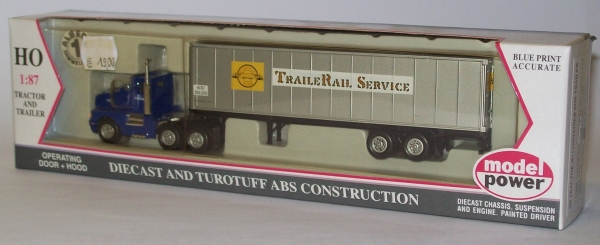 HO
1:87
TRACTOR
AND
TRAILER
OPERATING
DOOR + HOOD
TRAILERAIL SERVICE
BLUE PRINT
ACCURATE
DIECAST AND TUROTUFF ABS CONSTRUCTION
model
power
DIECAST CHASSIS, SUSPENSION
AND ENGINE. PAINTED DRIVER